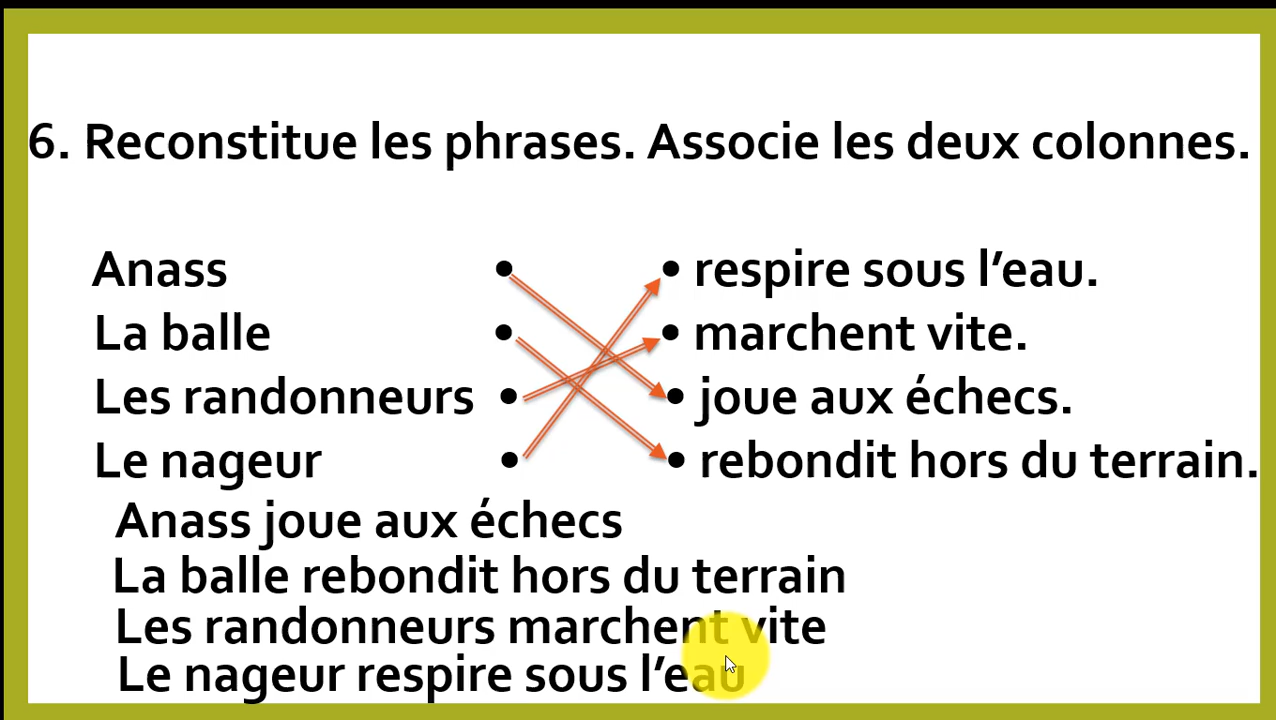 6. Reconstitue les phrases. Associe les deux colonnes.
Anass • • respire sous l’eau.
La balle • • marchent vite.
Les randonneurs • • joue aux échecs.
Le nageur • • rebondit hors du terrain.
Anass joue aux échecs
La balle rebondit hors du terrain
Les randonneurs marchent vite
Le nageur respire sous l’eau